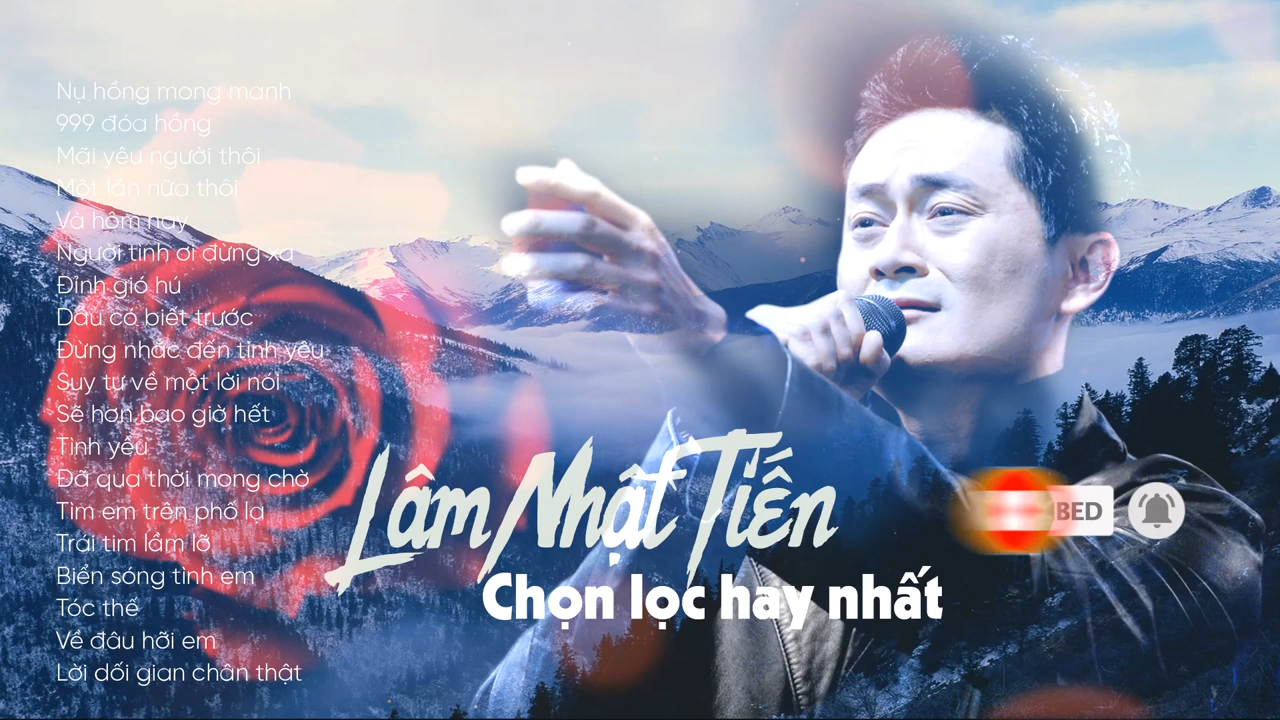 Nụ hồng mong manh
999 đóa hồng
Mãi yêu người thôi
Một lần nữa thôi
Và hôm nay
Người tình ơi đừng xa
Đỉnh gió hú
Dẫu có biết trước
Đừng nhắc đến tình yêu
Suy tư về một lời nói
Sẽ hơn bao giờ hết
Tình yêu
Đã qua thời mong chờ
Tìm em trên phố lạ
Trái tim lầm lỡ
Biển sóng tình em
Tóc thề
Về đâu hỡi em
Lời dối gian chân thật
Lâm Nhật Tiến
Chọn lọc hay nhất
BED